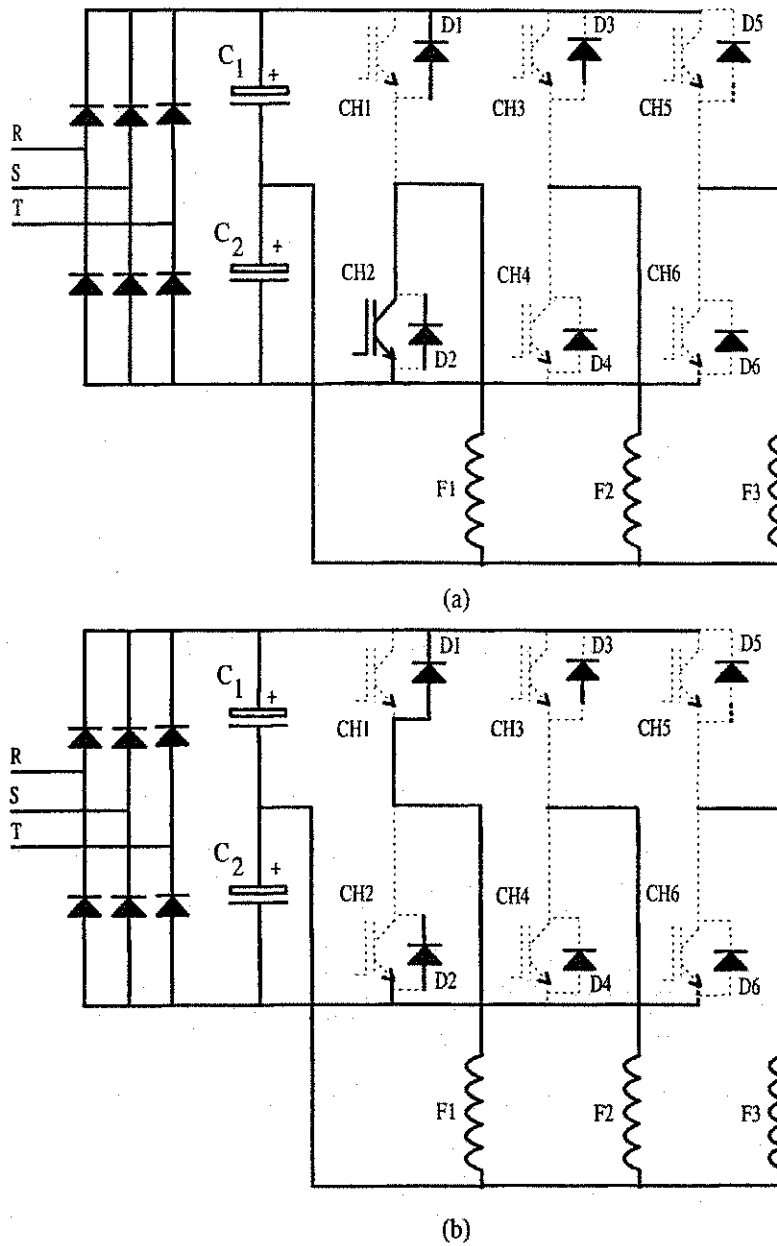 D1 D3 D5
C1 +
CH1 CH3 CH5
R
S
T
C2 +
CH2 CH4 CH6
D2 D4 D6
F1 F2 F3
(a)
D1 D3 D5
C1 +
CH1 CH3 CH5
R
S
T
C2 +
CH2 CH4 CH6
D2 D4 D6
F1 F2 F3
(b)